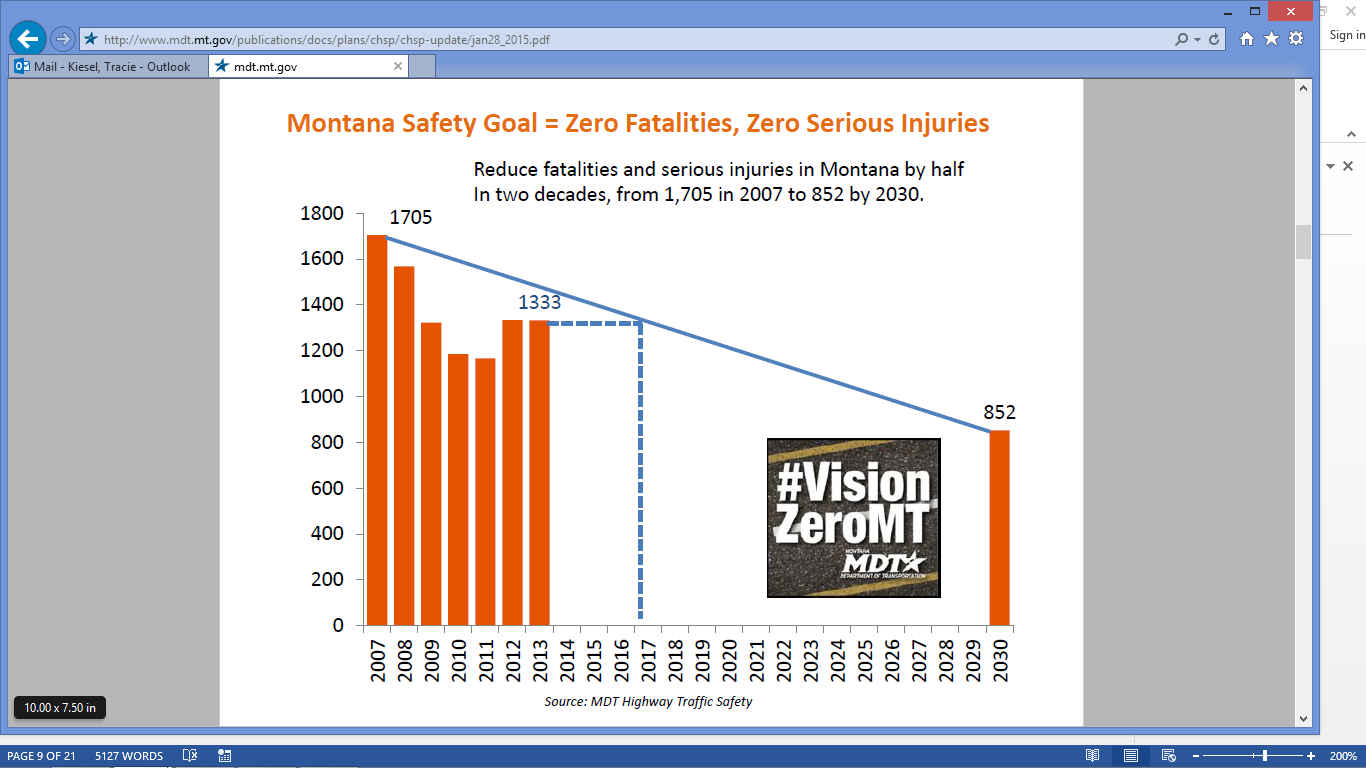 Sign in
http://www.mdt.mt.gov/publications/docs/plans/chsp/chsp-update/jan28_2015.pdf
Mail - Kiesel, Tracie - Outlook
mdt.mt.gov
Montana Safety Goal = Zero Fatalities, Zero Serious Injuries
Reduce fatalities and serious injuries in Montana by half
In two decades, from 1,705 in 2007 to 852 by 2030.
1800
1600
1400
1200
1000
800
600
400
200
0
1705
1333
852
#Vision
ZeroMT
MONTANA
MDT
DEPARTMENT OF TRANSPORTATION
2007
2008
2009
2010
2011
2012
2013
2014
2015
2016
2017
2018
2019
2020
2021
2022
2023
2024
2025
2026
2027
2028
2029
2030
Source: MDT Highway Traffic Safety
10.00 x 7.50 in
PAGE 9 OF 21
5127 WORDS
200%